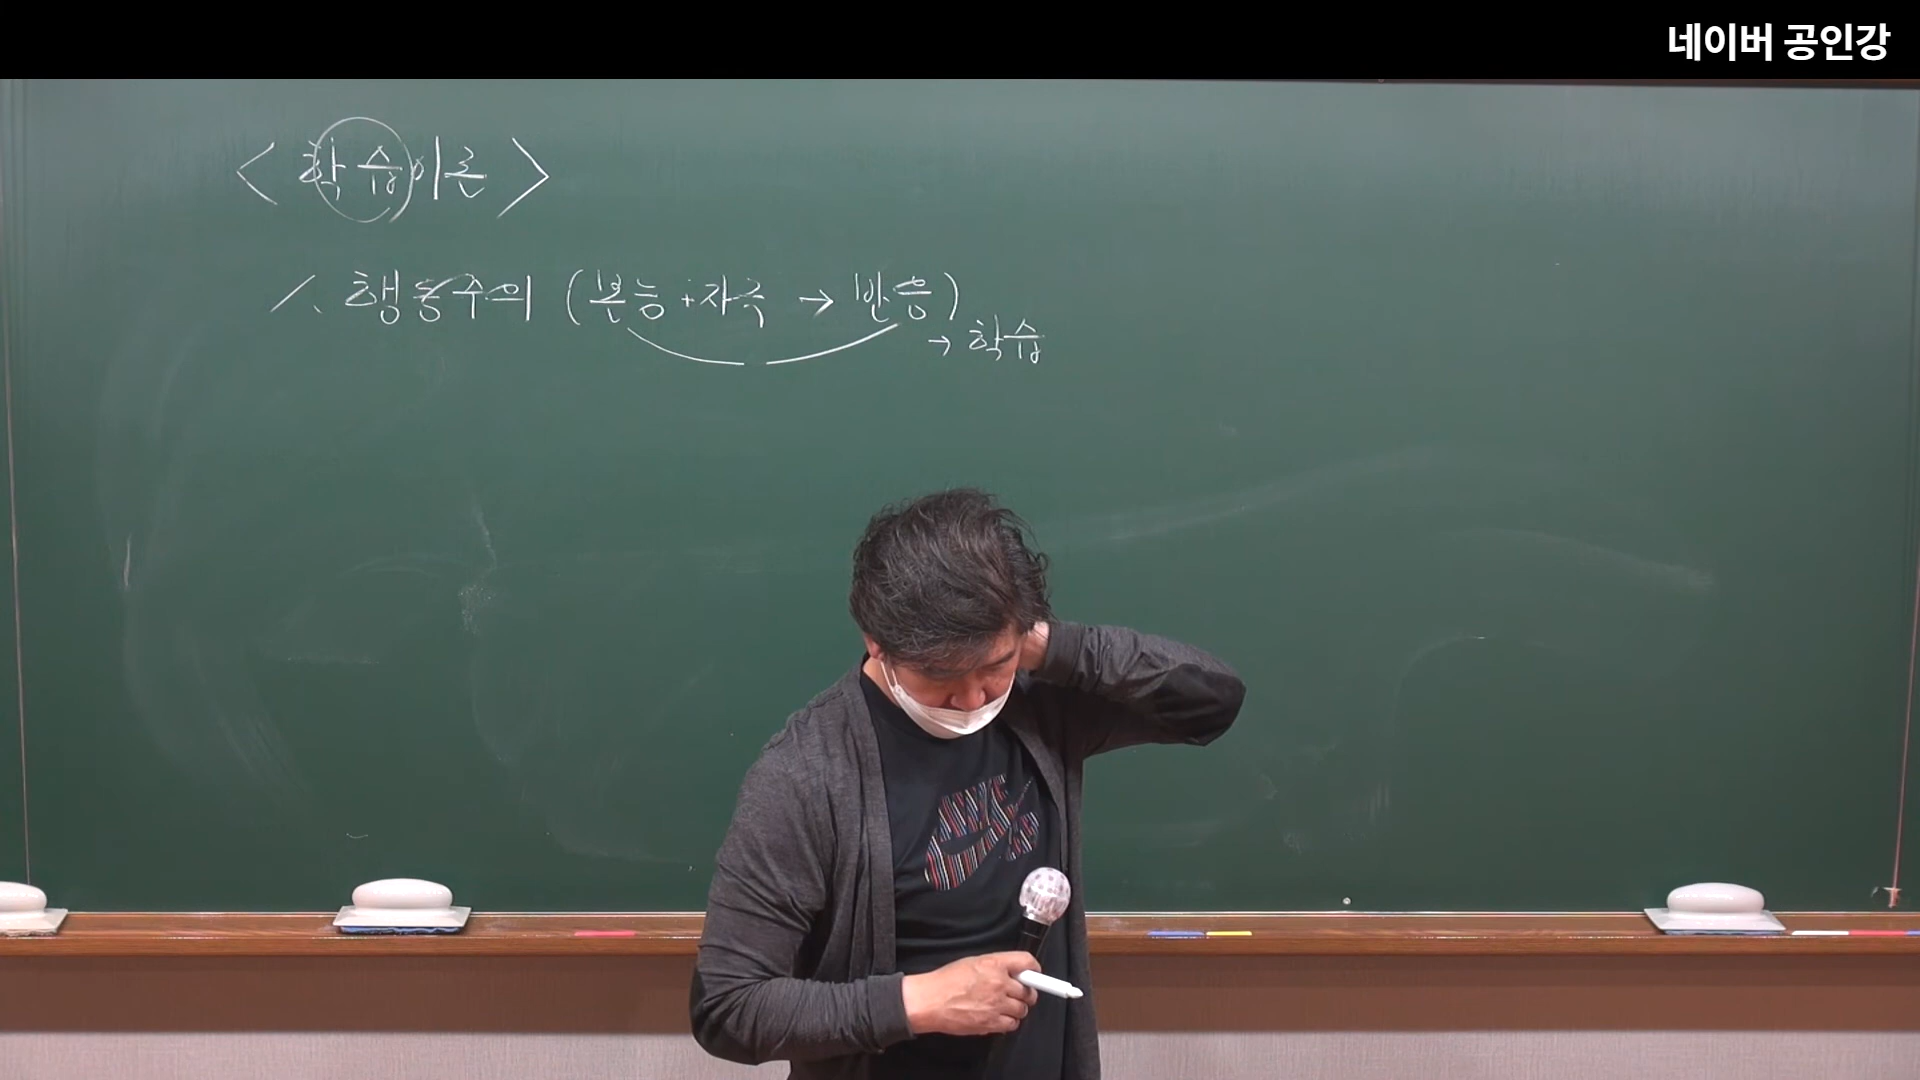 네이버 공인강
<학습이론>
1. 행동주의 (본능+자극 → 반응)
→ 학습